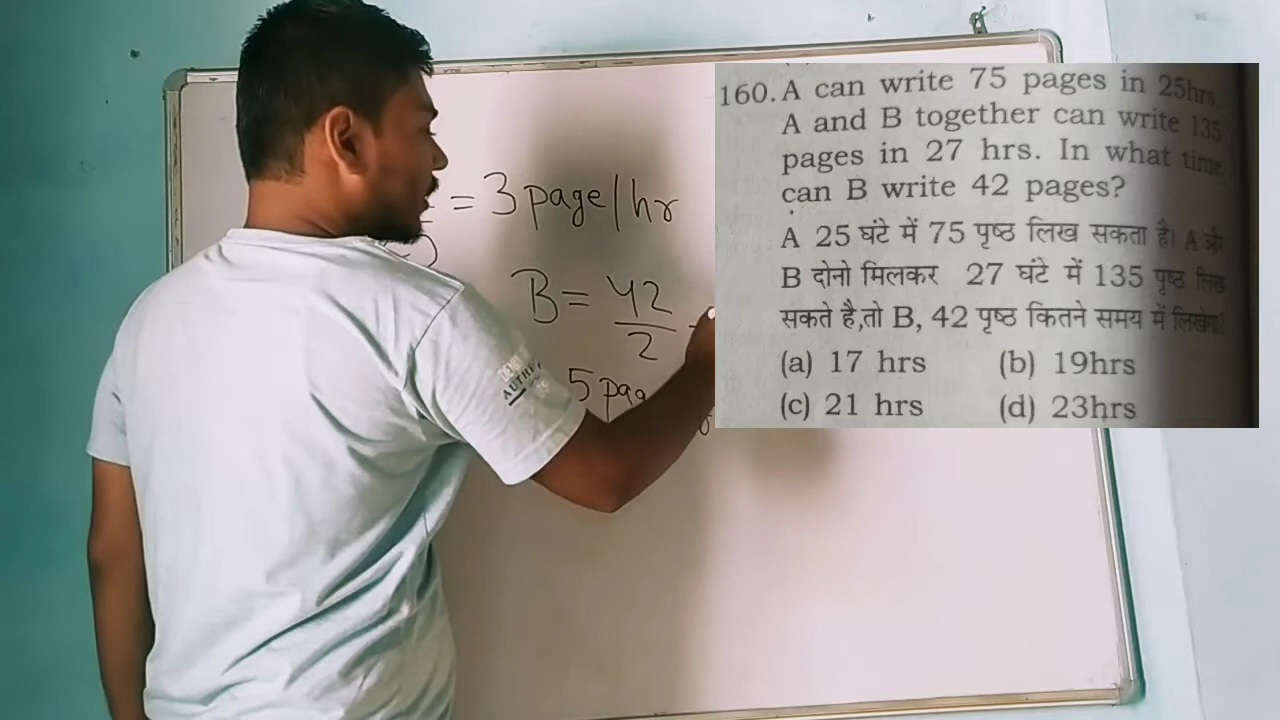 = 3 page/hr
B = 42
2
5 pag
AUTHE
160. A can write 75 pages in 25hrs.
A and B together can write 135
pages in 27 hrs. In what time
can B write 42 pages?
A 25 घंटे में 75 पृष्ठ लिख सकता है। A और
B दोनो मिलकर 27 घंटे में 135 पृष्ठ लिख
सकते है,तो B, 42 पृष्ठ कितने समय में लिखेगा?
(a) 17 hrs (b) 19hrs
(c) 21 hrs (d) 23hrs